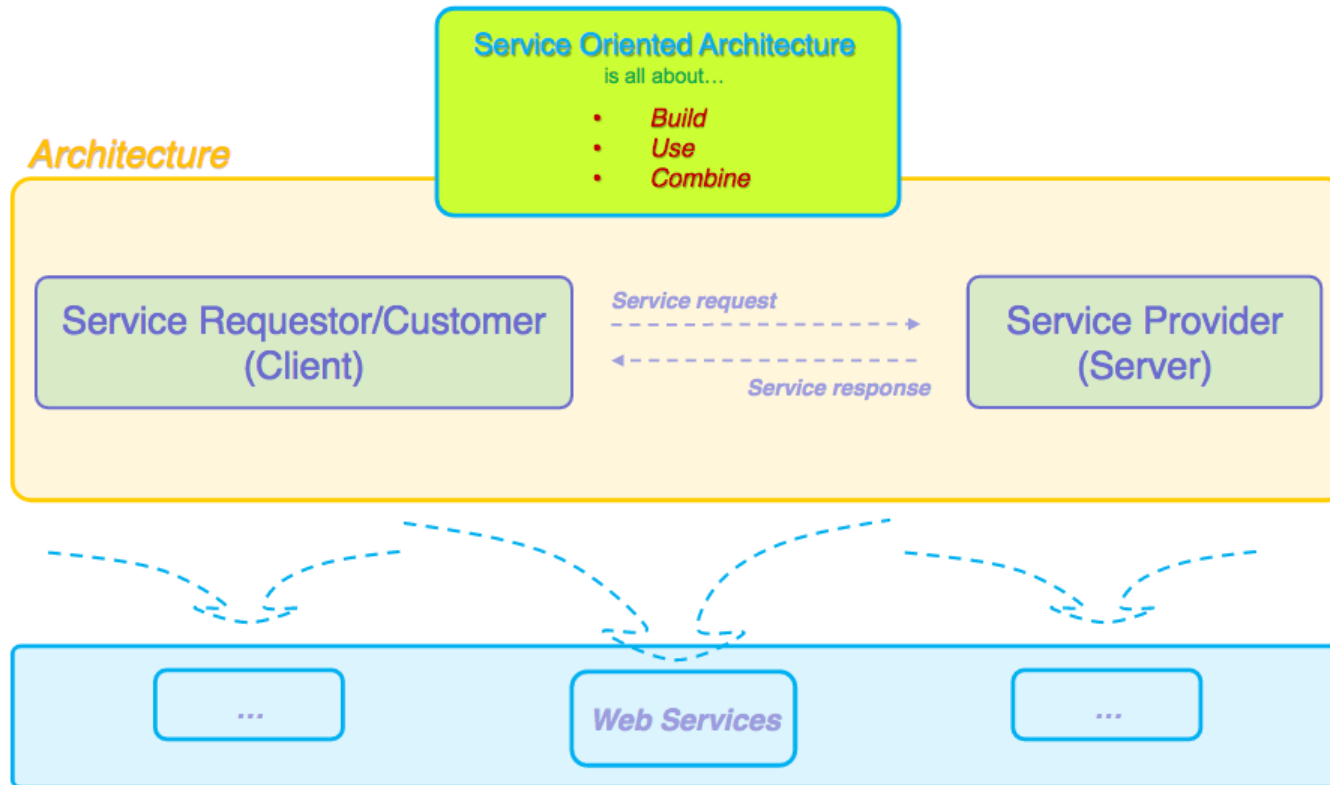 Service Oriented Architecture
is all about…
• Build
• Use
• Combine
Architecture
Service Requestor/Customer
(Client)
Service request
Service response
Service Provider
(Server)
...
Web Services
...